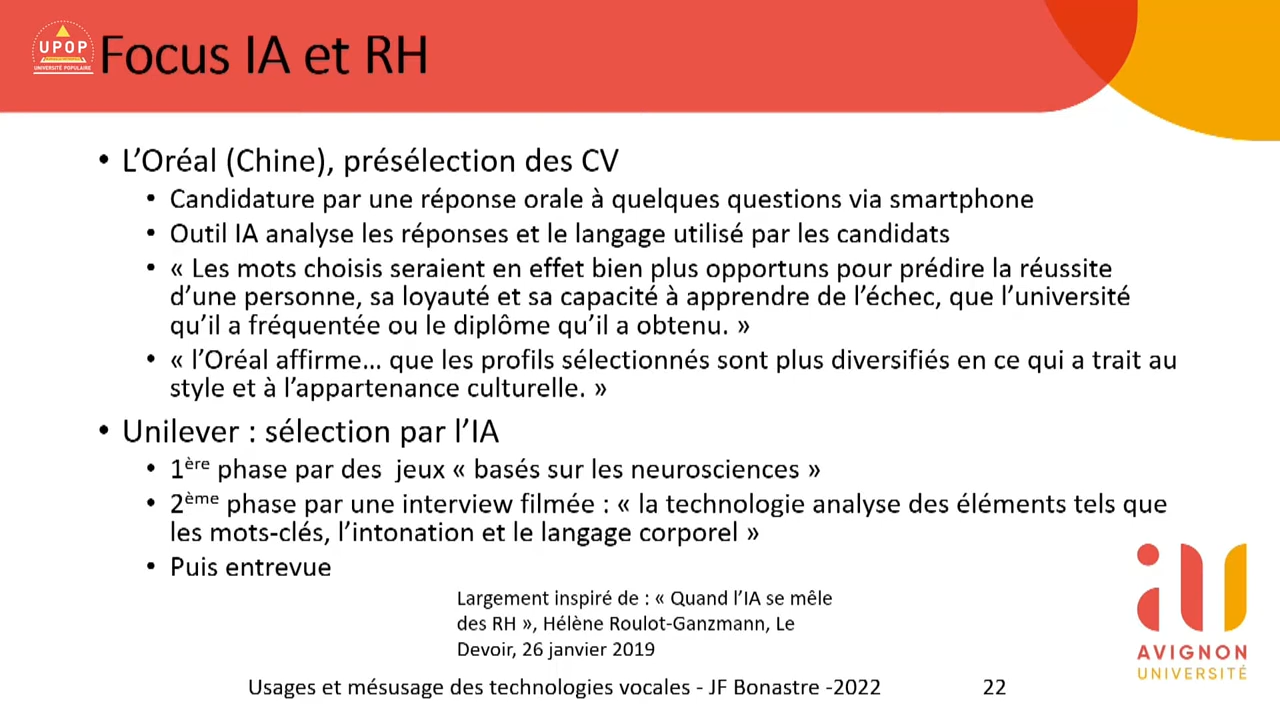 UPOP
UNIVERSITÉ POPULAIRE
Focus IA et RH
• L’Oréal (Chine), présélection des CV
• Candidature par une réponse orale à quelques questions via smartphone
• Outil IA analyse les réponses et le langage utilisé par les candidats
• « Les mots choisis seraient en effet bien plus opportuns pour prédire la réussite
d’une personne, sa loyauté et sa capacité à apprendre de l’échec, que l’université
qu’il a fréquentée ou le diplôme qu’il a obtenu. »
• « l’Oréal affirme… que les profils sélectionnés sont plus diversifiés en ce qui a trait au
style et à l’appartenance culturelle. »
• Unilever : sélection par l’IA
• 1ère phase par des  jeux « basés sur les neurosciences »
• 2ème phase par une interview filmée : « la technologie analyse des éléments tels que
les mots-clés, l’intonation et le langage corporel »
• Puis entrevue
Largement inspiré de : « Quand l’IA se mêle
des RH », Hélène Roulot-Ganzmann, Le
Devoir, 26 janvier 2019
AVIGNON
UNIVERSITÉ
Usages et mésusage des technologies vocales - JF Bonastre -2022
22